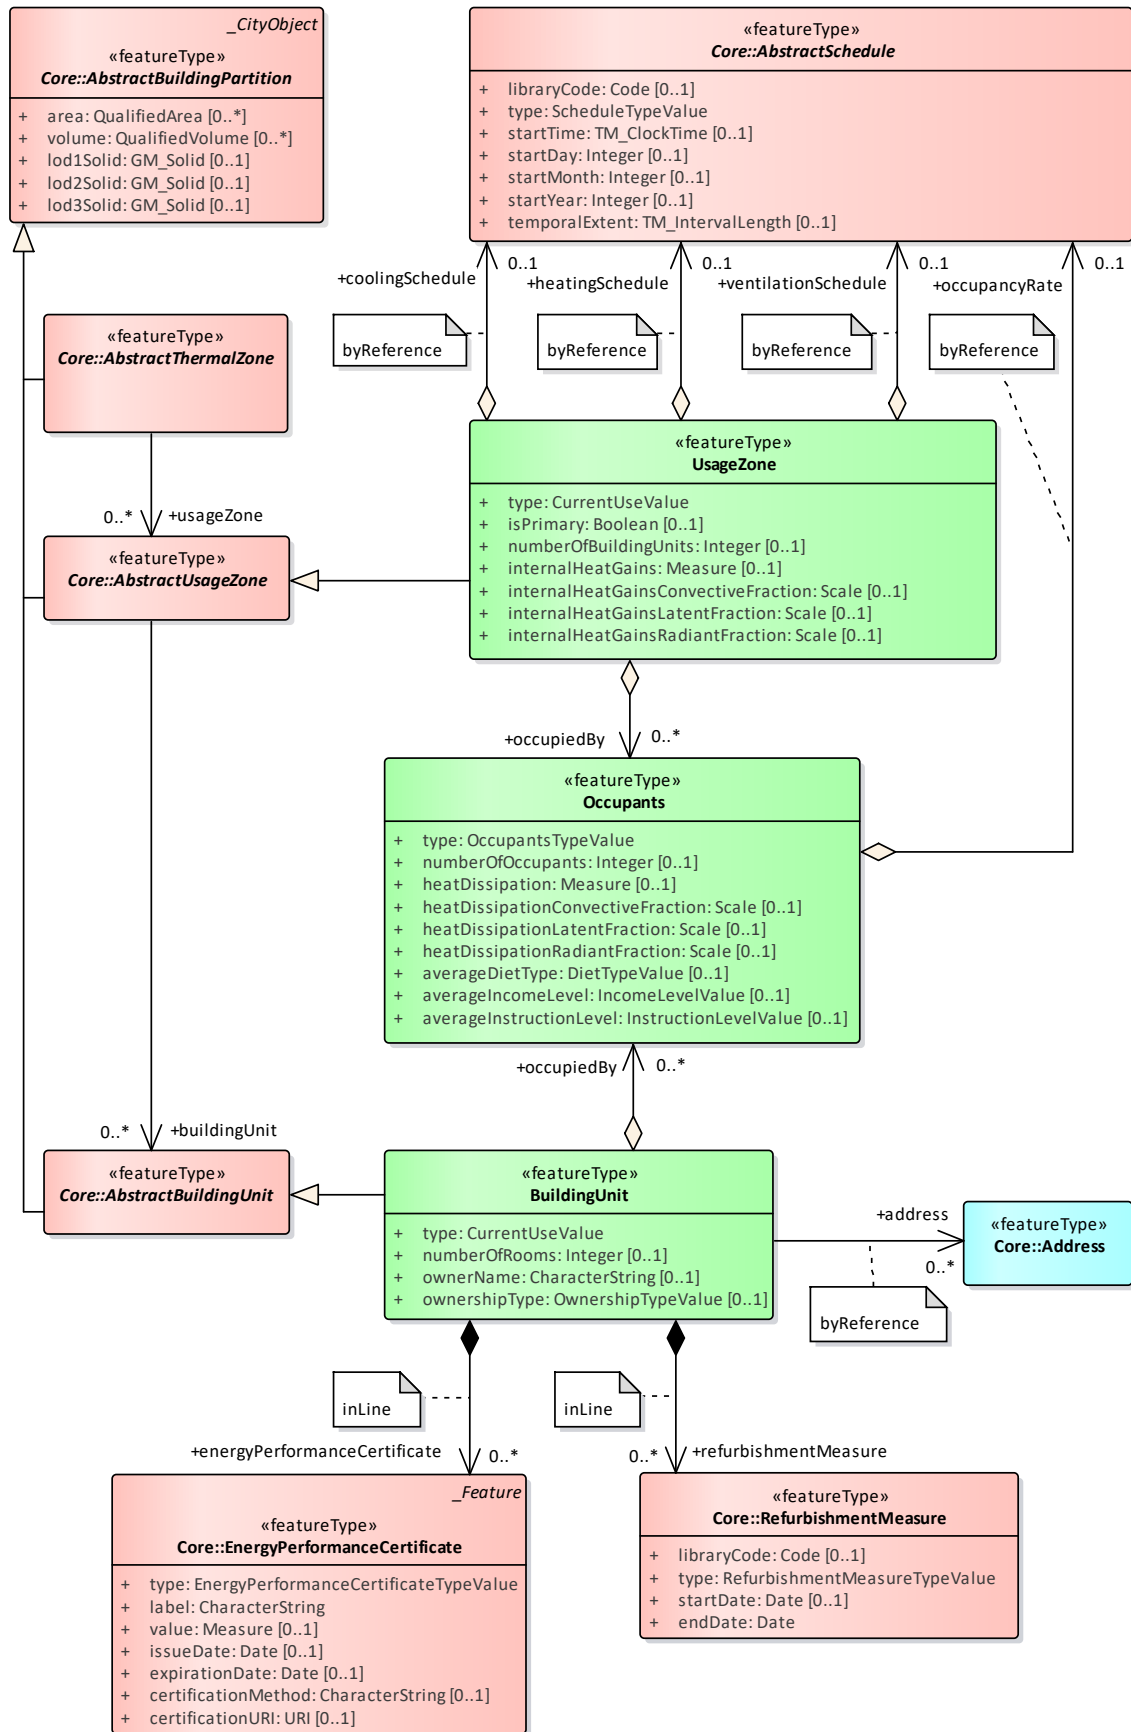 _CityObject
«featureType»
Core::AbstractBuildingPartition
+ area: QualifiedArea [0..*]
+ volume: QualifiedVolume [0..*]
+ lod1Solid: GM_Solid [0..1]
+ lod2Solid: GM_Solid [0..1]
+ lod3Solid: GM_Solid [0..1]
«featureType»
Core::AbstractSchedule
+ libraryCode: Code [0..1]
+ type: ScheduleTypeValue
+ startTime: TM_ClockTime [0..1]
+ startDay: Integer [0..1]
+ startMonth: Integer [0..1]
+ startYear: Integer [0..1]
+ temporalExtent: TM_IntervalLength [0..1]
+coolingSchedule
0..1
+heatingSchedule
0..1
+ventilationSchedule
0..1
+occupancyRate
0..1
byReference
byReference
byReference
byReference
«featureType»
Core::AbstractThermalZone
0..*
+usageZone
«featureType»
Core::AbstractUsageZone
«featureType»
UsageZone
+ type: CurrentUseValue
+ isPrimary: Boolean [0..1]
+ numberOfBuildingUnits: Integer [0..1]
+ internalHeatGains: Measure [0..1]
+ internalHeatGainsConvectiveFraction: Scale [0..1]
+ internalHeatGainsLatentFraction: Scale [0..1]
+ internalHeatGainsRadiantFraction: Scale [0..1]
+occupiedBy
0..*
«featureType»
Occupants
+ type: OccupantsTypeValue
+ numberOfOccupants: Integer [0..1]
+ heatDissipation: Measure [0..1]
+ heatDissipationConvectiveFraction: Scale [0..1]
+ heatDissipationLatentFraction: Scale [0..1]
+ heatDissipationRadiantFraction: Scale [0..1]
+ averageDietType: DietTypeValue [0..1]
+ averageIncomeLevel: IncomeLevelValue [0..1]
+ averageInstructionLevel: InstructionLevelValue [0..1]
+occupiedBy
0..*
0..*
+buildingUnit
«featureType»
Core::AbstractBuildingUnit
«featureType»
BuildingUnit
+ type: CurrentUseValue
+ numberOfRooms: Integer [0..1]
+ ownerName: CharacterString [0..1]
+ ownershipType: OwnershipTypeValue [0..1]
+address
0..*
«featureType»
Core::Address
byReference
inLine
inLine
+energyPerformanceCertificate
0..*
0..*
+refurbishmentMeasure
_Feature
«featureType»
Core::EnergyPerformanceCertificate
+ type: EnergyPerformanceCertificateTypeValue
+ label: CharacterString
+ value: Measure [0..1]
+ issueDate: Date [0..1]
+ expirationDate: Date [0..1]
+ certificationMethod: CharacterString [0..1]
+ certificationURI: URI [0..1]
«featureType»
Core::RefurbishmentMeasure
+ libraryCode: Code [0..1]
+ type: RefurbishmentMeasureTypeValue
+ startDate: Date [0..1]
+ endDate: Date